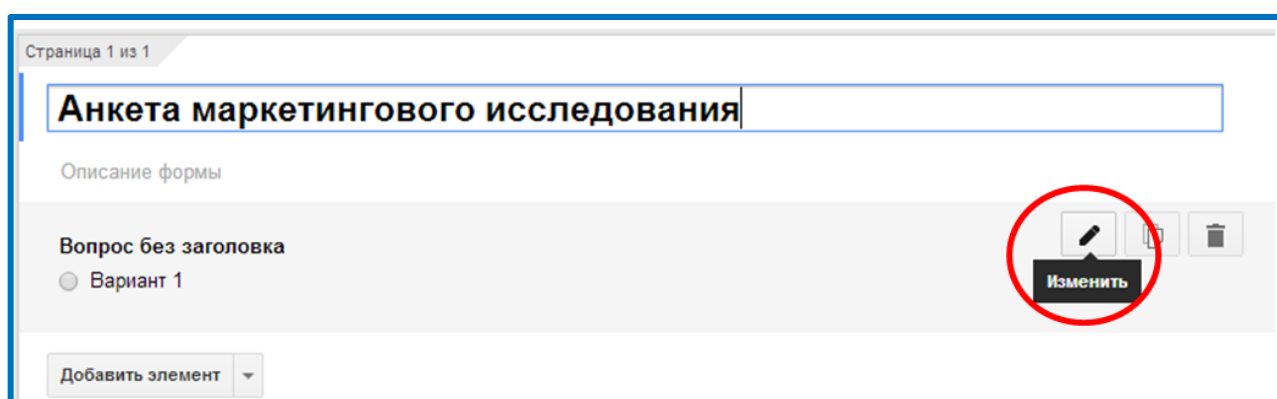 Страница 1 из 1
Анкета маркетингового исследования
Описание формы
Вопрос без заголовка
Вариант 1
Изменить
Добавить элемент